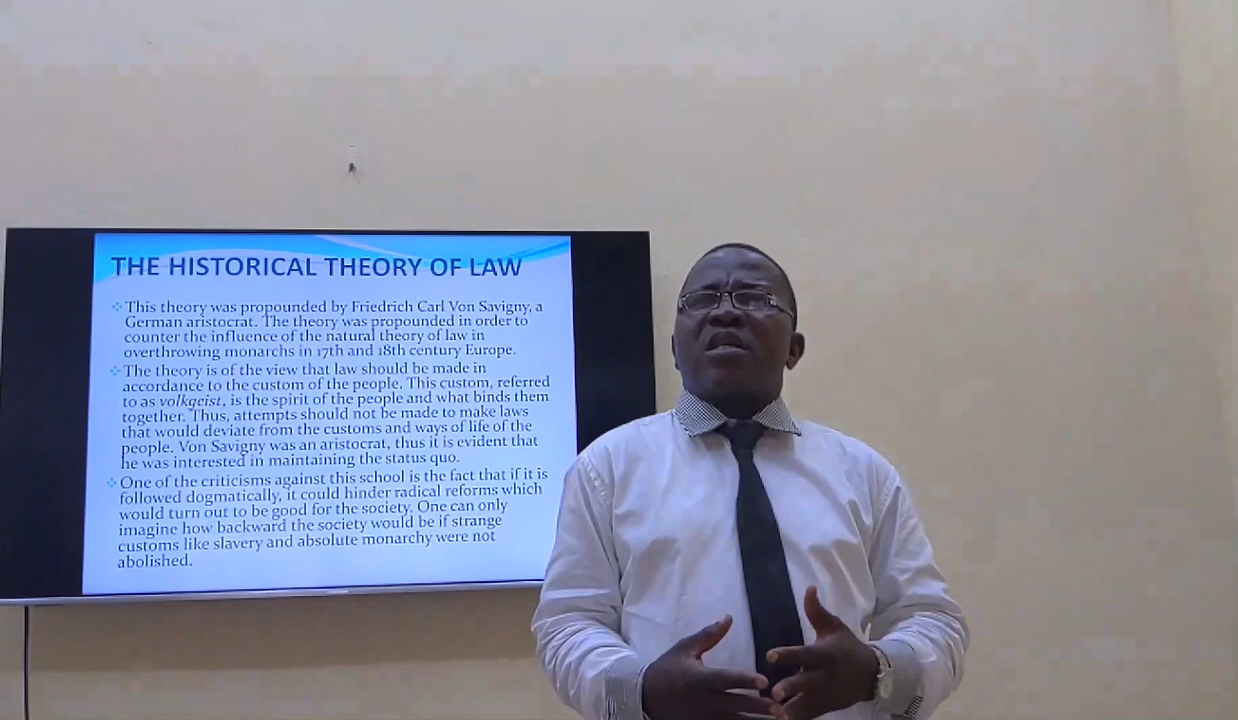 THE HISTORICAL THEORY OF LAW
This theory was propounded by Friedrich Carl Von Savigny, a
German aristocrat. The theory was propounded in order to
counter the influence of the natural theory of law in
overthrowing monarchs in 17th and 18th century Europe.
The theory is of the view that law should be made in
accordance to the custom of the people. This custom, referred
to as volkgeist, is the spirit of the people and what binds them
together. Thus, attempts should not be made to make laws
that would deviate from the customs and ways of life of the
people. Von Savigny was an aristocrat, thus it is evident that
he was interested in maintaining the status quo.
One of the criticisms against this school is the fact that if it is
followed dogmatically, it could hinder radical reforms which
would turn out to be good for the society. One can only
imagine how backward the society would be if strange
customs like slavery and absolute monarchy were not
abolished.